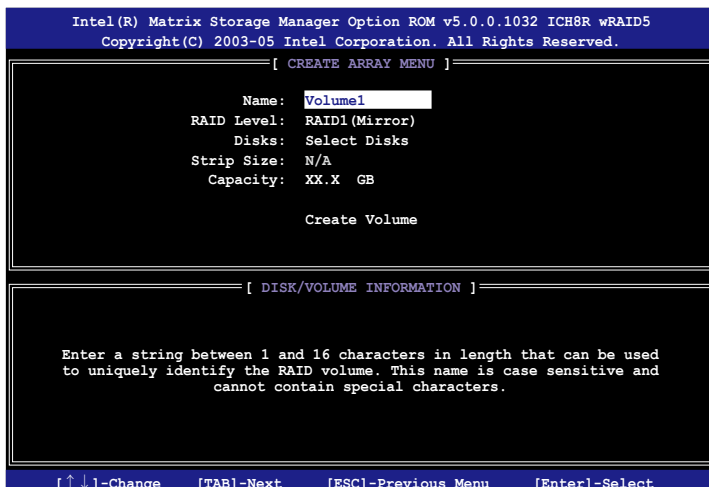 Intel(R) Matrix Storage Manager Option ROM v5.0.0.1032 ICH8R wRAID5
Copyright(C) 2003-05 Intel Corporation. All Rights Reserved.
[ CREATE ARRAY MENU ]
Name: Volume1
RAID Level: RAID1(Mirror)
Disks: Select Disks
Strip Size: N/A
Capacity: XX.X GB
Create Volume
[ DISK/VOLUME INFORMATION ]
Enter a string between 1 and 16 characters in length that can be used
to uniquely identify the RAID volume. This name is case sensitive and
cannot contain special characters.
[↑↓]-Change [TAB]-Next [ESC]-Previous Menu [Enter]-Select